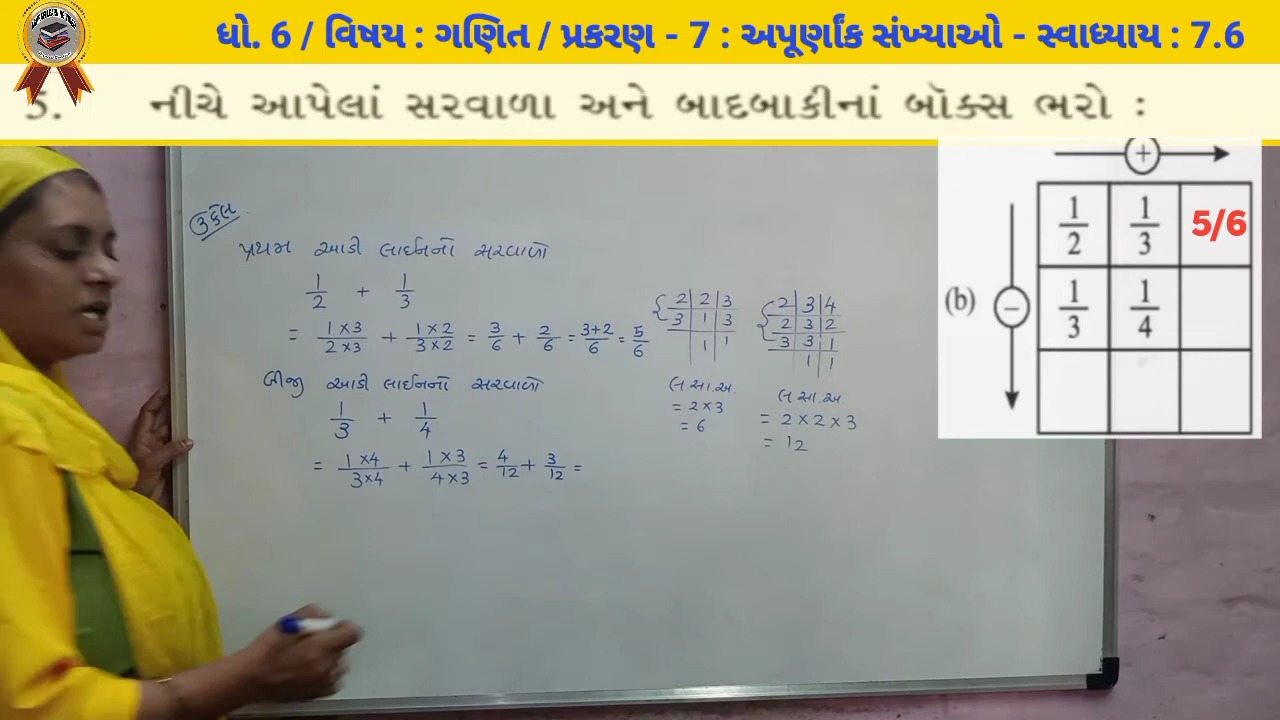 ધો. 6 / વિષય : ગણિત / પ્રકરણ - 7 : અપૂર્ણાંક સંખ્યાઓ - સ્વાધ્યાય : 7.6
5. નીચે આપેલાં સરવાળા અને બાદબાકીનાં બૉક્સ ભરો :
ઉકેલ
પ્રથમ આડી લાઈનનો સરવાળો
1/2 + 1/3
= 1×3/2×3 + 1×2/3×2 = 3/6 + 2/6 = 3+2/6 = 5/6
બીજી આડી લાઈનનો સરવાળો
1/3 + 1/4
= 1×4/3×4 + 1×3/4×3 = 4/12 + 3/12 =
2 2 3
3 1 3
1 1
લ.સા.અ.
= 2×3
= 6
2 3 4
2 3 2
3 3 1
1 1
લ.સા.અ
= 2×2×3
= 12
+
(b) −
1/2 1/3 5/6
1/3 1/4